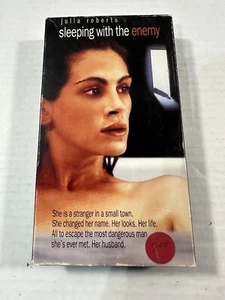 julia roberts
sleeping with the enemy
She is a stranger in a small town.
She changed her name. Her looks. Her life.
All to escape the most dangerous man
she's ever met. Her husband.